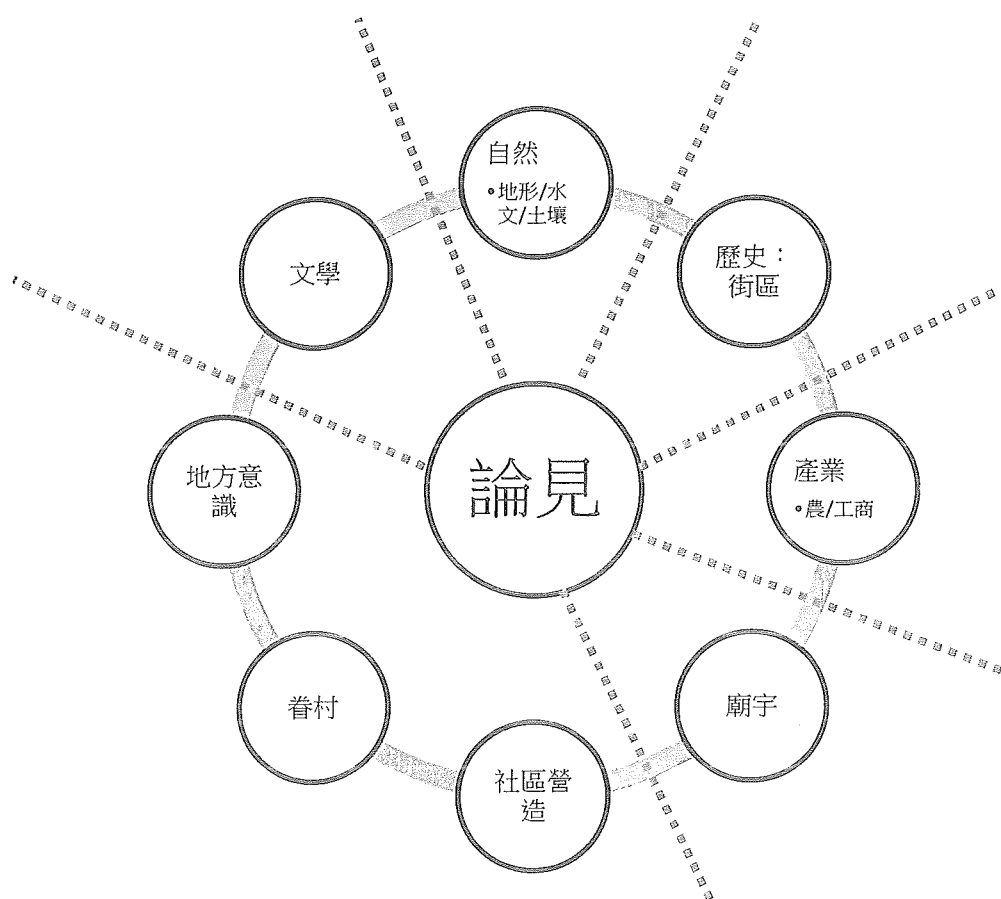 自然
•地形/水
文/土壤
歷史：
街區
產業
•農/工商
廟宇
社區營
造
眷村
地方意
識
文學
論見